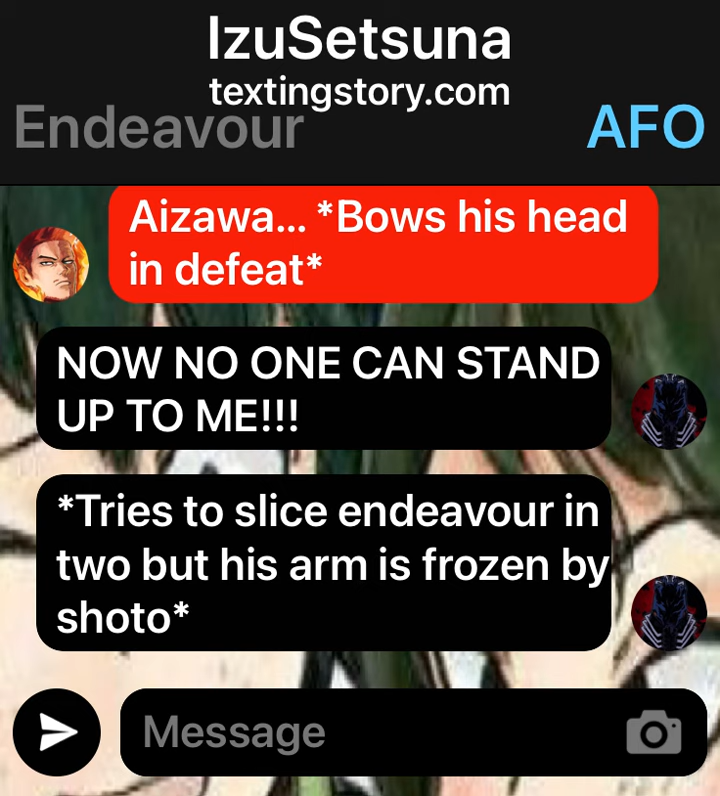 IzuSetsuna
textingstory.com
Endeavour
AFO
Aizawa... *Bows his head
in defeat*
NOW NO ONE CAN STAND
UP TO ME!!!
*Tries to slice endeavour in
two but his arm is frozen by
shoto*
Message